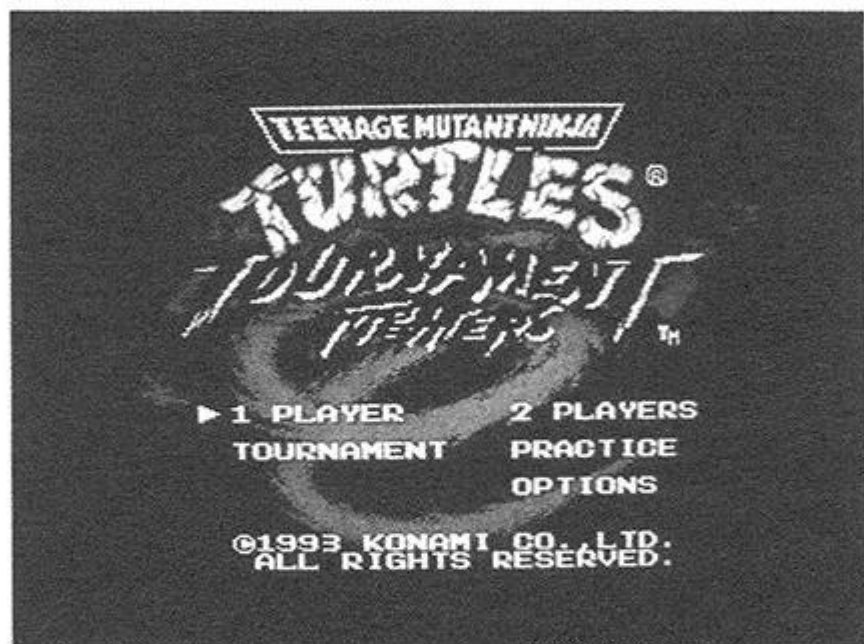 TEENAGE MUTANT NINJA
TURTLES®
TOURNAMENT
FIGHTERS
TM
▶ 1 PLAYER 2 PLAYERS
TOURNAMENT PRACTICE
OPTIONS
©1993 KONAMI CO.,LTD.
ALL RIGHTS RESERVED.